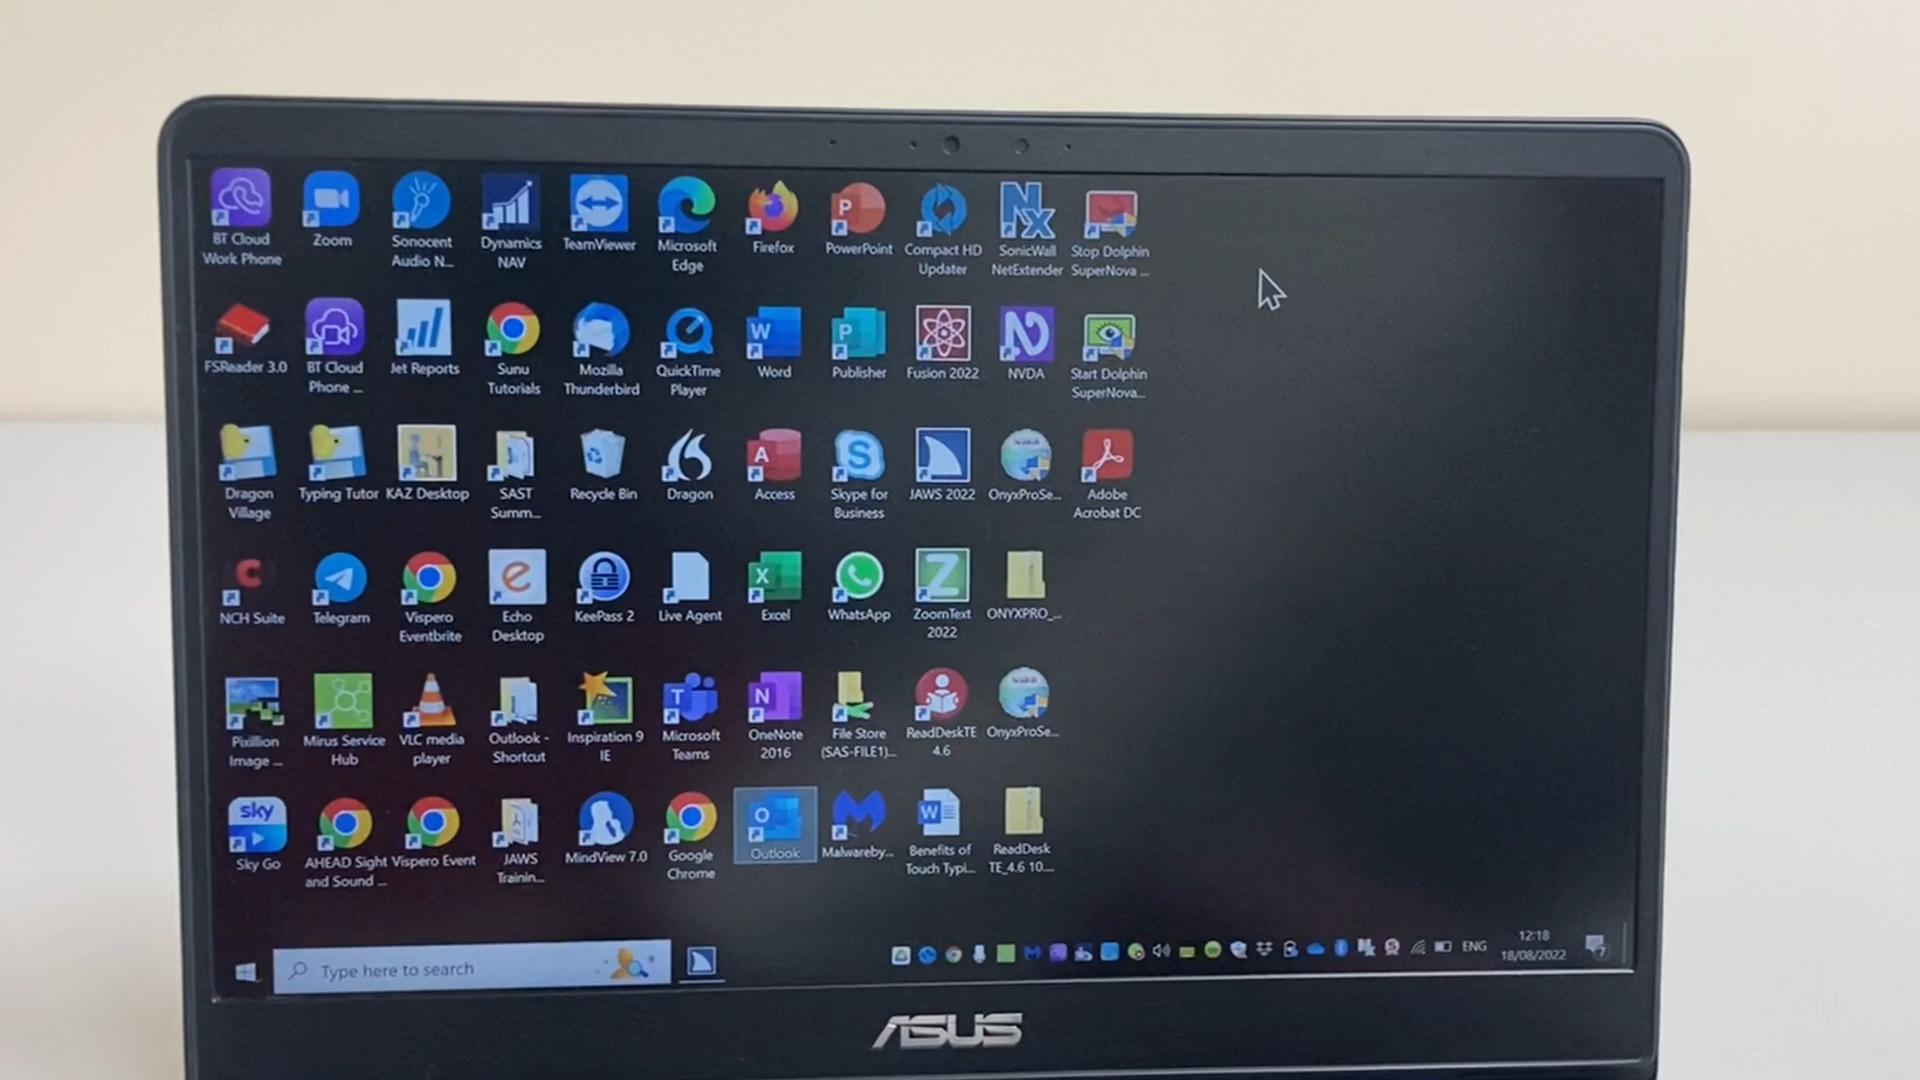 BT Cloud
Work Phone
Zoom
Sonocent
Audio N...
Dynamics
NAV
TeamViewer
Microsoft
Edge
Firefox
PowerPoint
Compact HD
Updater
SonicWall
NetExtender
Stop Dolphin
SuperNova ...
FSReader 3.0
BT Cloud
Phone ...
Jet Reports
Sunu
Tutorials
Mozilla
Thunderbird
QuickTime
Player
Word
Publisher
Fusion 2022
NVDA
Start Dolphin
SuperNova...
Dragon
Village
Typing Tutor
KAZ Desktop
SAST
Summ...
Recycle Bin
Dragon
Access
Skype for
Business
JAWS 2022
OnyxProSe...
Adobe
Acrobat DC
NCH Suite
Telegram
Vispero
Eventbrite
Echo
Desktop
KeePass 2
Live Agent
Excel
WhatsApp
ZoomText
2022
ONYXPRO_...
Pixillion
Image ...
Mirus Service
Hub
VLC media
player
Outlook -
Shortcut
Inspiration 9
IE
Microsoft
Teams
OneNote
2016
File Store
(SAS-FILE1)...
ReadDeskTE
4.6
OnyxProSe...
sky
Sky Go
AHEAD Sight
and Sound ...
Vispero Event
JAWS
Trainin...
MindView 7.0
Google
Chrome
Outlook
Malwareby...
Benefits of
Touch Typi...
ReadDesk
TE_4.6 10....
Type here to search
ENG
12:18
18/08/2022
7
ASUS